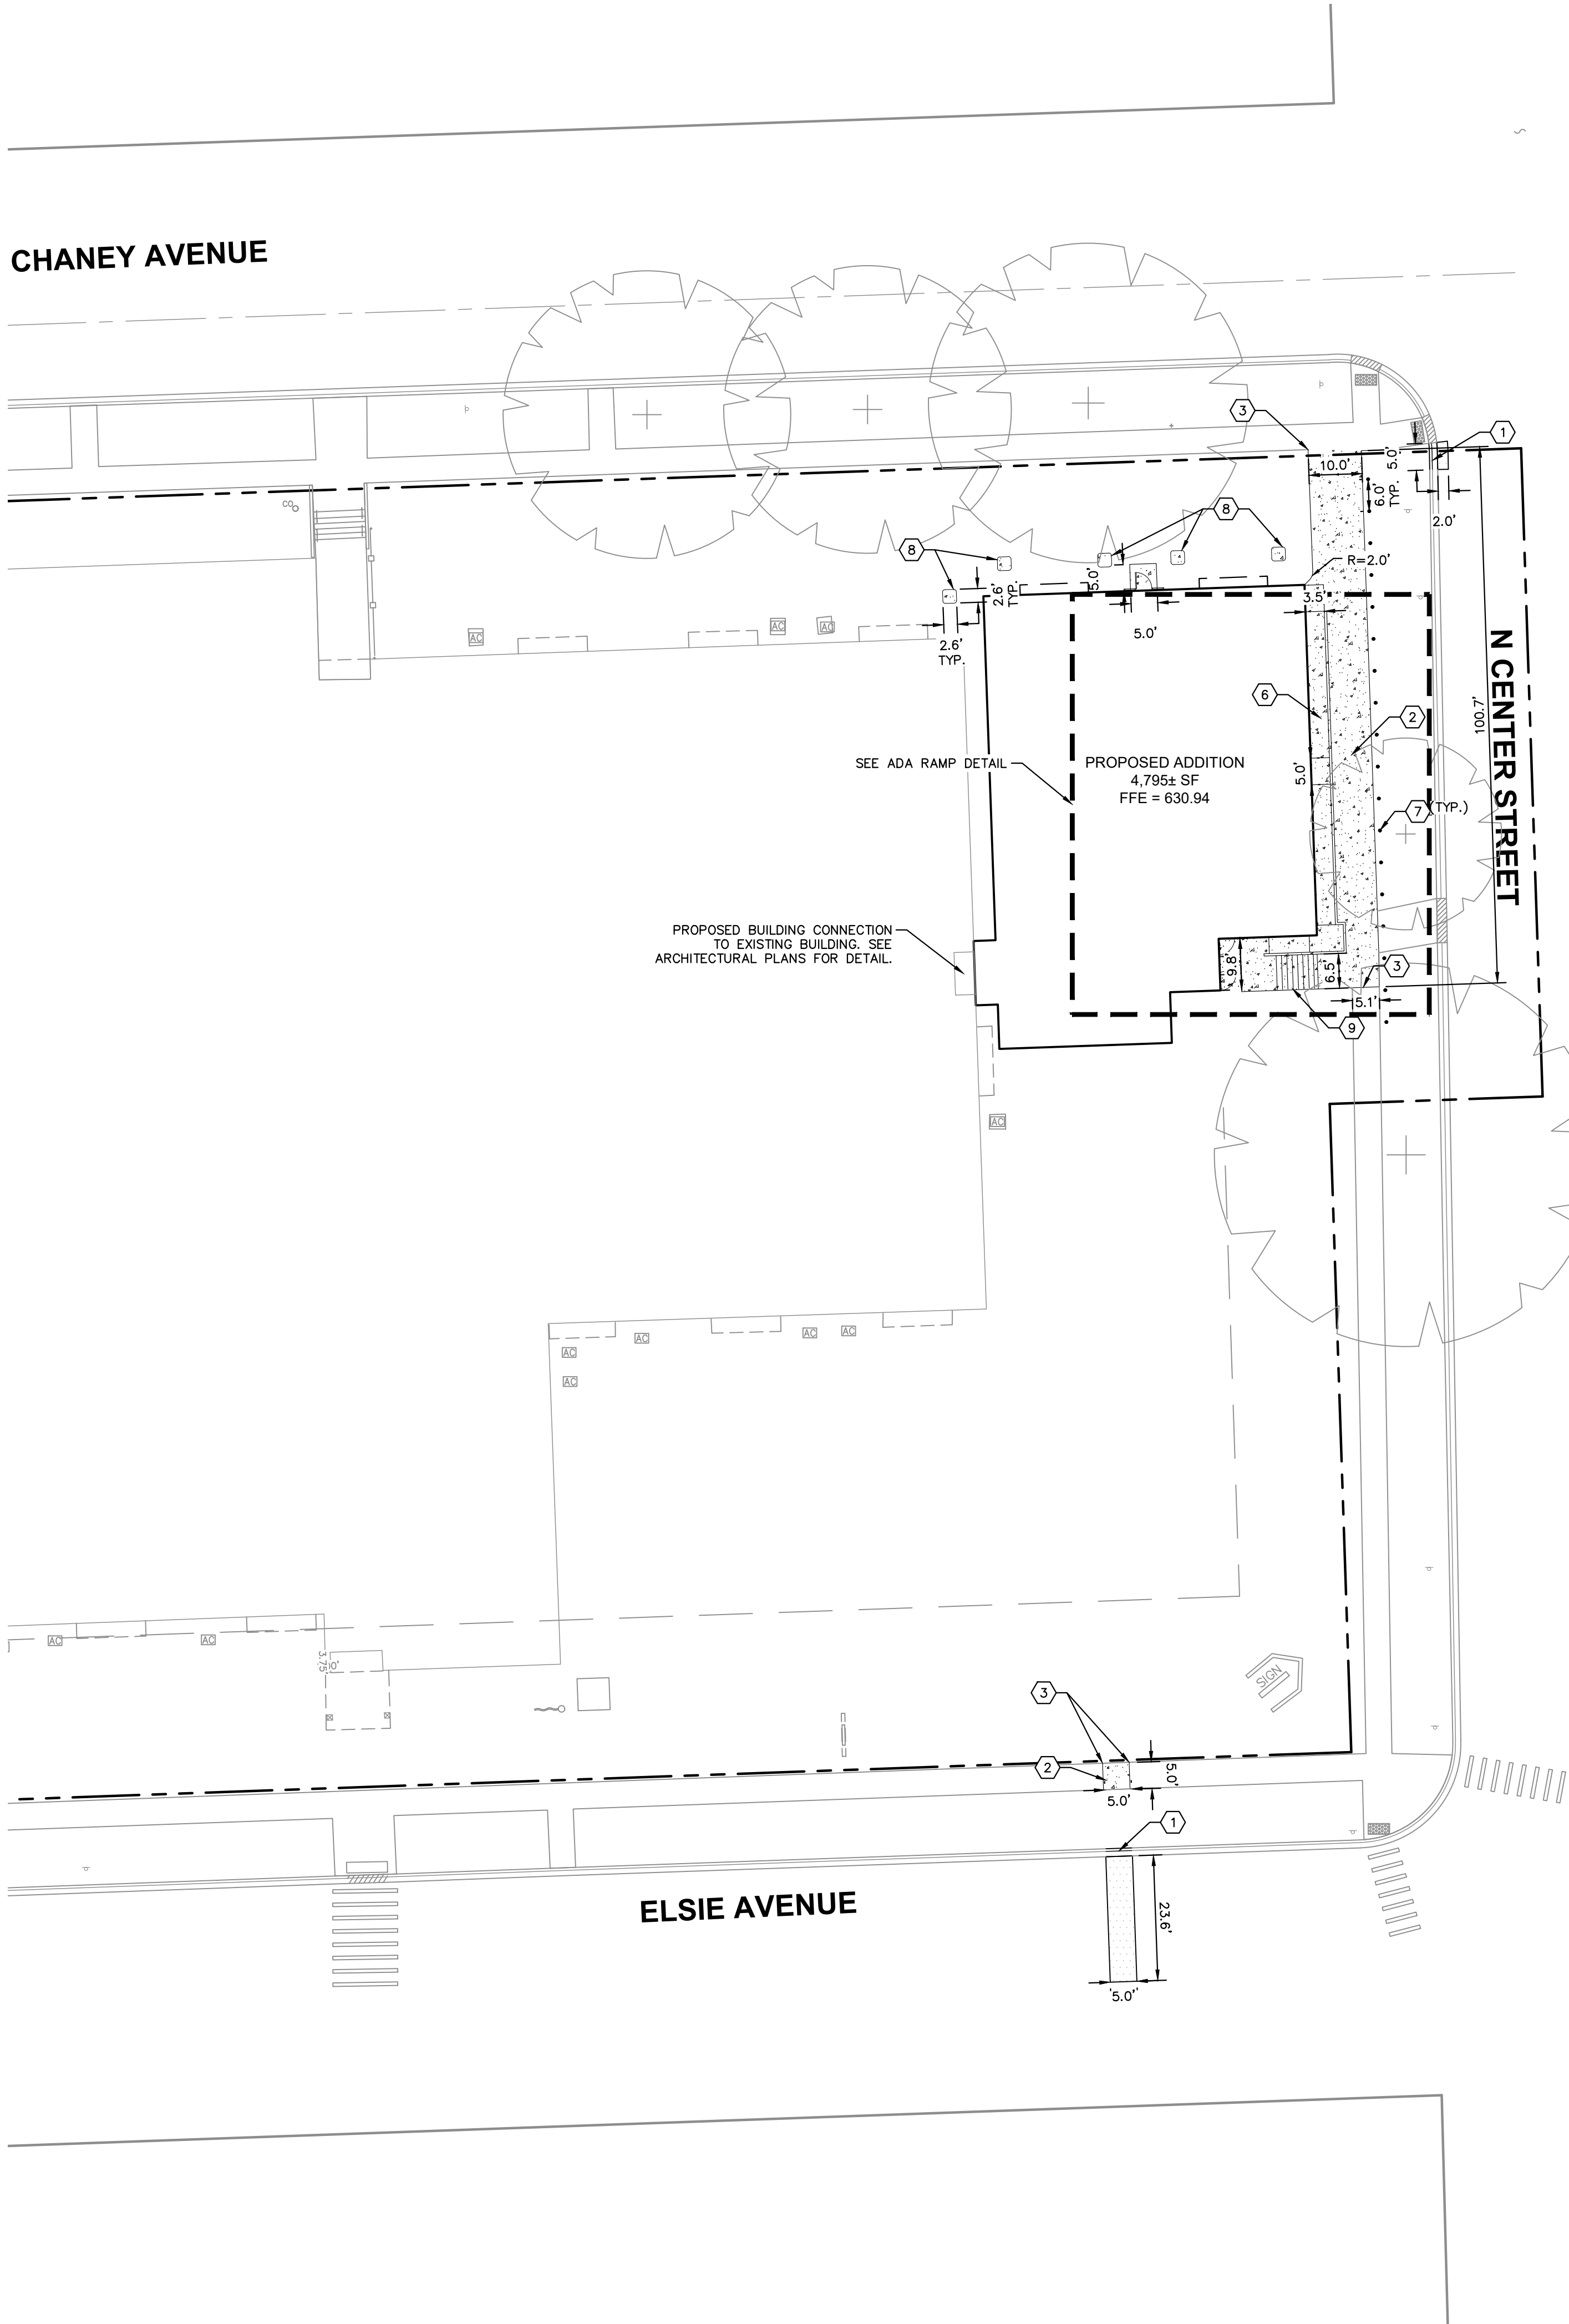 CHANEY AVENUE
3
1
10.0'
5.0'
6.0'
TYP.
2.0'
CO
8
8
R=2.0'
5.0'
2.6'
TYP.
3.5'
2.6'
TYP.
5.0'
AC
AC
AC
N CENTER STREET
100.7'
6
2
SEE ADA RAMP DETAIL
PROPOSED ADDITION
4,795± SF
FFE = 630.94
5.0'
7
(TYP.)
PROPOSED BUILDING CONNECTION
TO EXISTING BUILDING. SEE
ARCHITECTURAL PLANS FOR DETAIL.
9.8'
6.5'
3
5.1'
9
AC
AC
AC
AC
AC
AC
AC
AC
3.75'
SIGN
3
2
5.0'
5.0'
1
ELSIE AVENUE
23.6'
5.0'